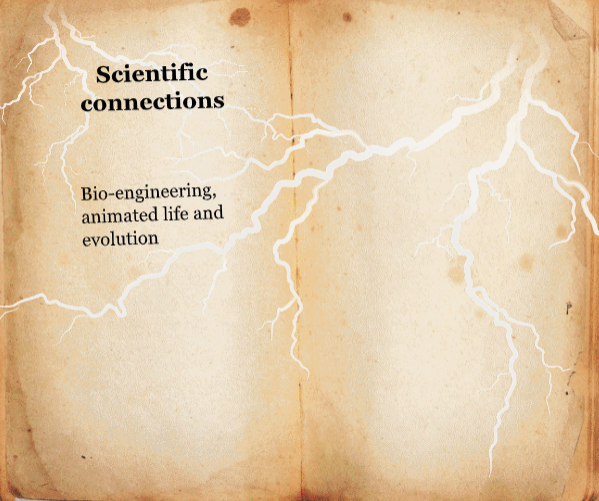 Scientific
connections
Bio-engineering,
animated life and
evolution